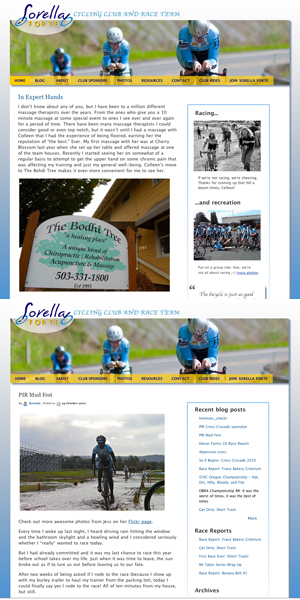 Sorella FORTE CYCLING CLUB AND RACE TEAM
HOME BLOG ABOUT CLUB SPONSORS PHOTOS RESOURCES CONTACT CLUB RIDES JOIN SORELLA FORTE
In Expert Hands
I don't know about any of you, but I have been to a million different
massage therapists over the year. From the ones who give you a 10
minute massage at some special event to ones I see over and over again
for a period of time. There have been many massage therapists I could
consider good or even top notch, but it wasn't until I had a massage with
Colleen that I had the experience of being floored, earning her the
reputation of "the best." Ever. My first massage with her was at Cherry
Blossom last year when she set up her table and offered massage at one
of the team houses. Recently I started seeing her on somewhat of a
regular basis to attempt to get the upper hand on some chronic pain that
was affecting my training and just my general well-being. Colleen's move
to The Bohdi Tree makes it even more convenient for me to see her.
The Bodhi Tree
"a healing place"
A unique blend of
Chiropractic / Rehabilitation
Acupuncture & Massage
503-331-1800
Est 1995
Racing...
If we're not racing, we're cheering.
Thanks for running up that hill a
dozen times, Colleen!
...and recreation
Fun on a group ride. See, we're
not all about racing :-) more photos
“ The bicycle is just as good
Sorella FORTE CYCLING CLUB AND RACE TEAM
HOME BLOG ABOUT CLUB SPONSORS PHOTOS RESOURCES CONTACT CLUB RIDES JOIN SORELLA FORTE
PIR Mud Fest
Check out more awesome photos from Jess on her Flickr page.
Every time I woke up last night, I heard driving rain hitting the window
and the bathroom skylight and a howling wind and I considered seriously
whether I "really" wanted to race today.
But I had already committed and it was my last chance to race this year
before school takes over my life. Just when it was time to leave, the sun
broke out as if to lure us out before leaving us to our fate.
After two weeks of being asked if I rode to the race (because I show up
with my burley trailer to haul my trainer from the parking lot), today I
could finally say yes I rode to the race! All of ten minutes from my house,
but still.
Recent blog posts
PIR Cross Crusade spectator
PIR Mud Fest
Heiser Farms CX Race Report
Alpenrose cross
So It Begins: Cross Crusade 2010
Race Report: Franz Bakery Criterium
OBRA Championship RR: It was the
worst of times, it was the best of
times
Get Dirty: Short Track
More
Race Reports
Race Report: Franz Bakery Criterium
Get Dirty: Short Track
First Race Ever! (Short Track)
Mt Tabor Series Wrap Up
Race Report: Banana Belt #1
Archives